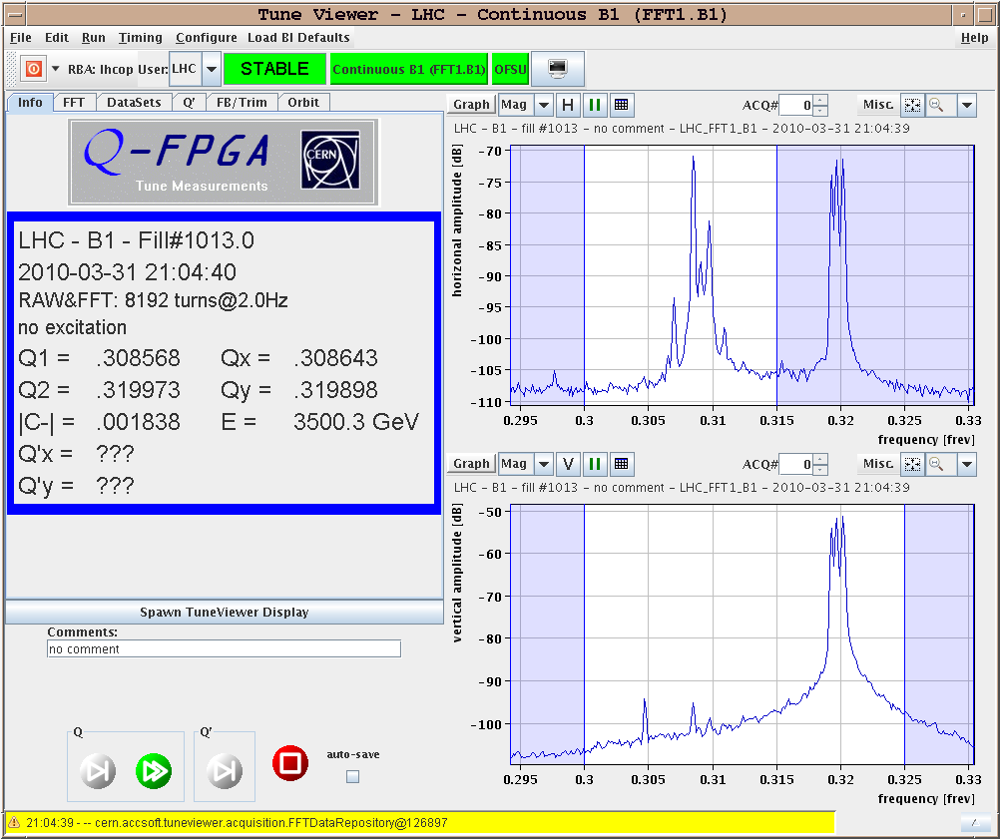 Tune Viewer - LHC - Continuous B1 (FFT1.B1)
File Edit Run Timing Configure Load BI Defaults Help
RBA: lhcop User: LHC STABLE Continuous B1 (FFT1.B1) OFSU
Info FFT DataSets Q' FB/Trim Orbit
Q-FPGA
Tune Measurements
CERN
LHC - B1 - Fill#1013.0
2010-03-31 21:04:40
RAW&FFT: 8192 turns@2.0Hz
no excitation
Q1 = .308568 Qx = .308643
Q2 = .319973 Qy = .319898
|C-| = .001838 E = 3500.3 GeV
Q'x = ???
Q'y = ???
Spawn TuneViewer Display
Comments:
no comment
Q Q'
auto-save
Graph Mag H ACQ# 0 Misc.
LHC - B1 - fill #1013 - no comment - LHC_FFT1_B1 - 2010-03-31 21:04:39
horizonal amplitude [dB]
-70
-75
-80
-85
-90
-95
-100
-105
-110
0.295 0.3 0.305 0.31 0.315 0.32 0.325 0.33
frequency [frev]
Graph Mag V ACQ# 0 Misc.
LHC - B1 - fill #1013 - no comment - LHC_FFT1_B1 - 2010-03-31 21:04:39
vertical amplitude [dB]
-50
-60
-70
-80
-90
-100
0.295 0.3 0.305 0.31 0.315 0.32 0.325 0.33
frequency [frev]
21:04:39 - -- cern.accsoft.tuneviewer.acquisition.FFTDataRepository@126897